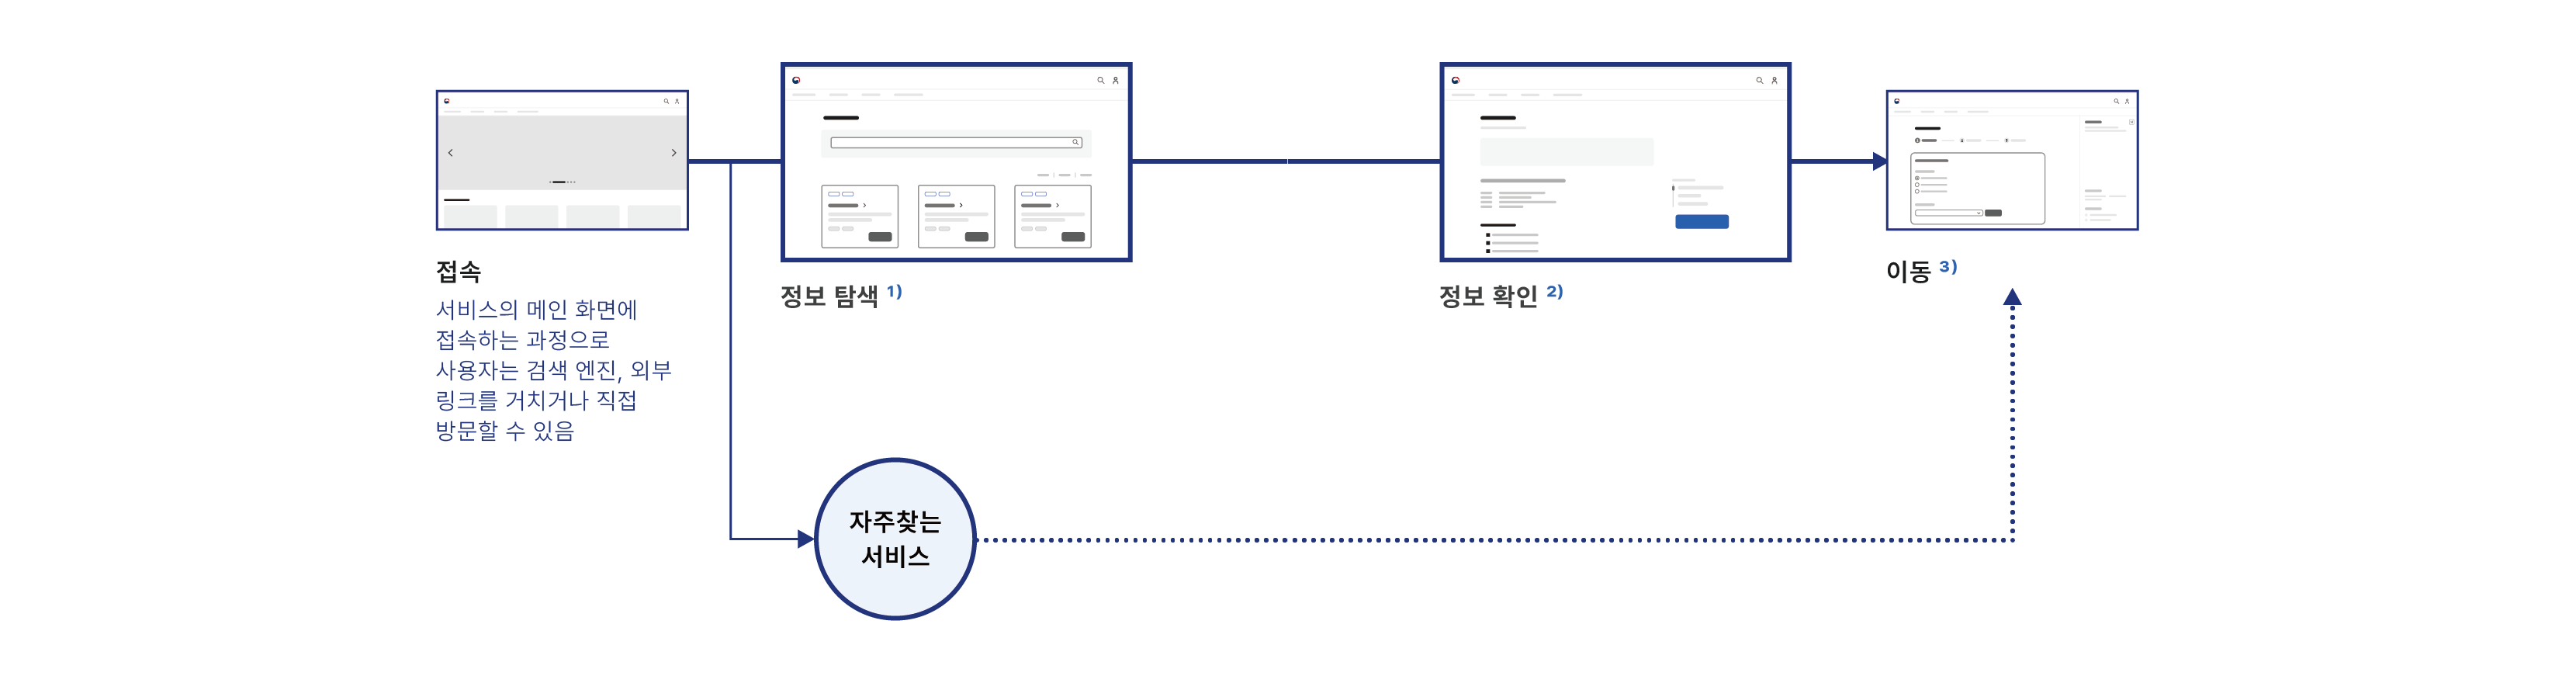 접속
서비스의 메인 화면에
접속하는 과정으로
사용자는 검색 엔진, 외부
링크를 거치거나 직접
방문할 수 있음
정보 탐색 1)
정보 확인 2)
이동 3)
자주찾는
서비스